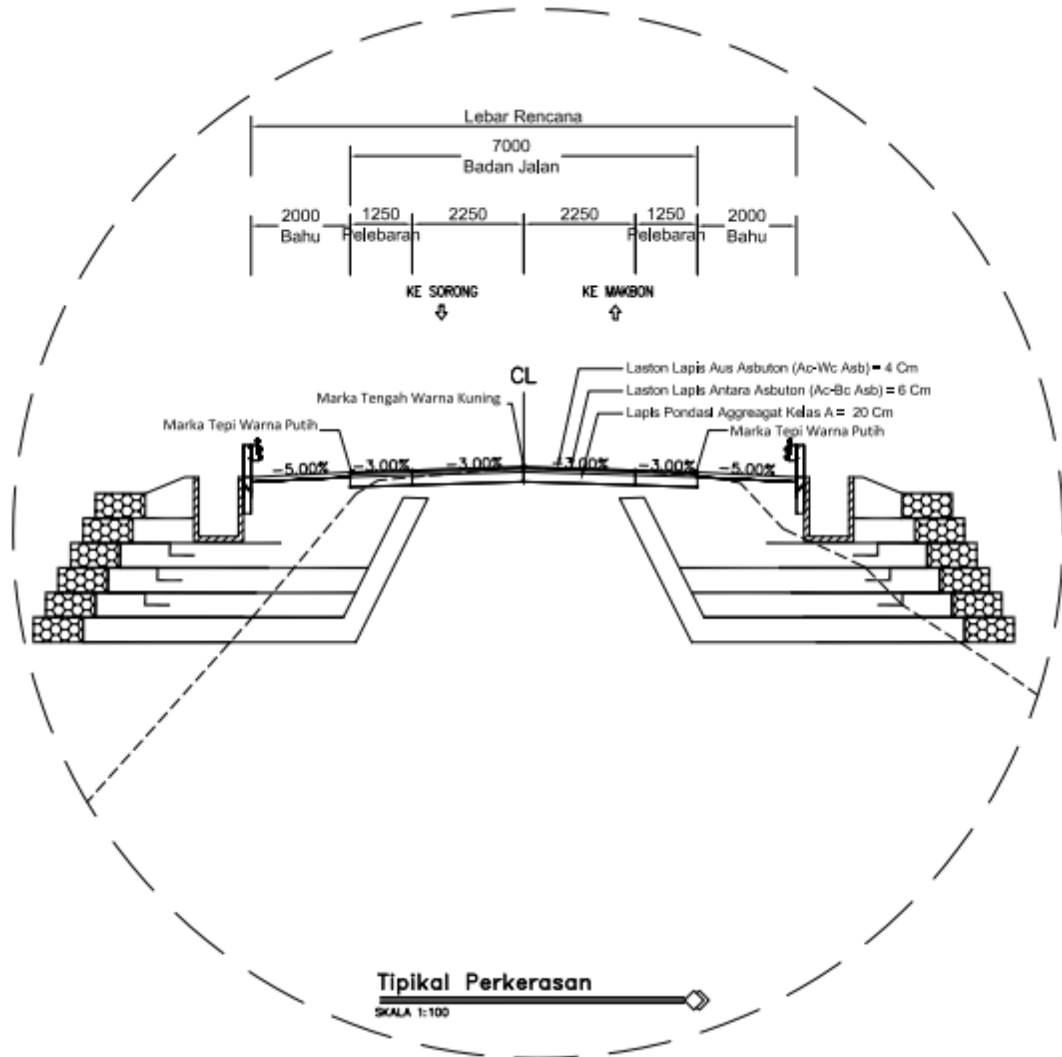 Lebar Rencana
7000
Badan Jalan
2000 1250 2250 2250 1250 2000
Bahu Pelebaran Pelebaran Bahu
KE SORONG KE MAKBON
Laston Lapis Aus Asbuton (Ac-Wc Asb) = 4 Cm
CL
Laston Lapis Antara Asbuton (Ac-Bc Asb) = 6 Cm
Marka Tengah Warna Kuning
Lapis Pondasi Aggreagat Kelas A = 20 Cm
Marka Tepi Warna Putih Marka Tepi Warna Putih
-5.00% -3.00% -3.00% -3.00% -3.00% -5.00%
Tipikal Perkerasan
SKALA 1:100